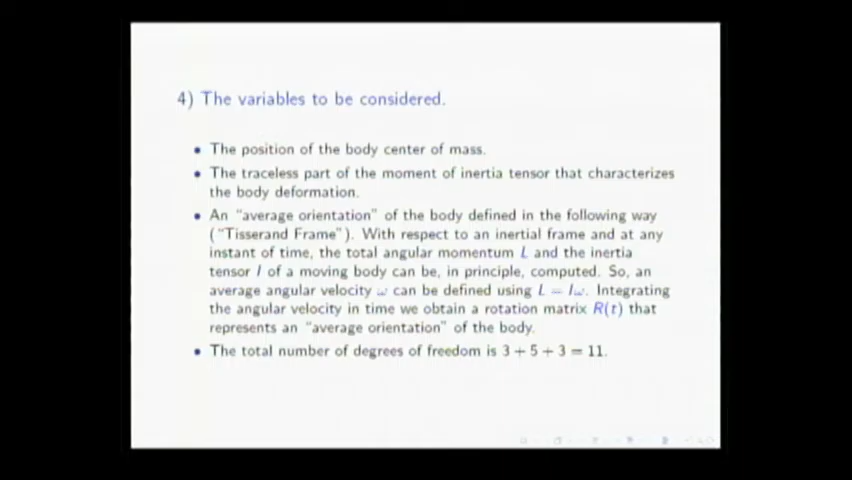 4) The variables to be considered.
• The position of the body center of mass.
• The traceless part of the moment of inertia tensor that characterizes
the body deformation.
• An “average orientation” of the body defined in the following way
(“Tisserand Frame”). With respect to an inertial frame and at any
instant of time, the total angular momentum L and the inertia
tensor I of a moving body can be, in principle, computed. So, an
average angular velocity ω can be defined using L = Iω. Integrating
the angular velocity in time we obtain a rotation matrix R(t) that
represents an “average orientation” of the body.
• The total number of degrees of freedom is 3 + 5 + 3 = 11.